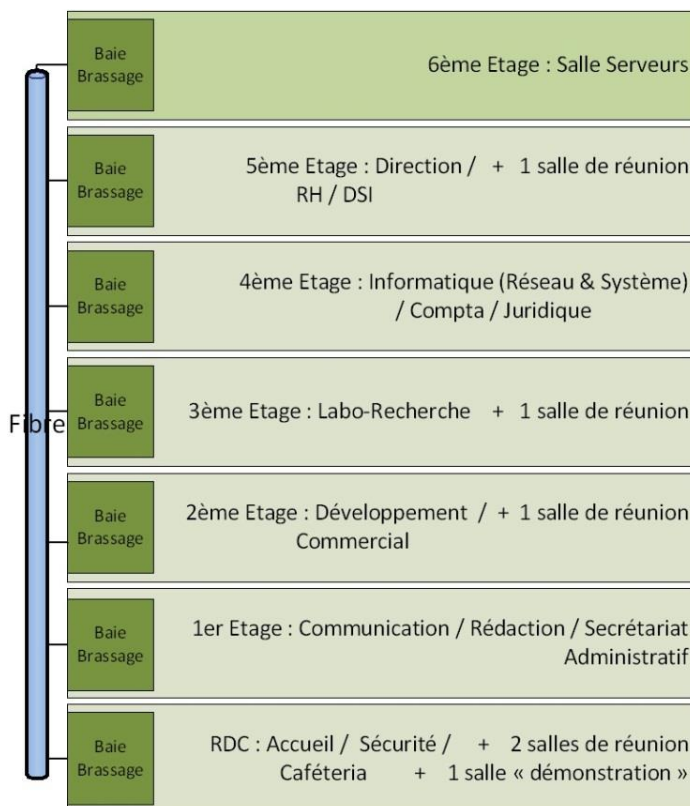 Baie
Brassage
6ème Etage : Salle Serveurs
Baie
Brassage
5ème Etage : Direction / + 1 salle de réunion
RH / DSI
Baie
Brassage
4ème Etage : Informatique (Réseau & Système)
/ Compta / Juridique
Fibre
Baie
Brassage
3ème Etage : Labo-Recherche + 1 salle de réunion
Baie
Brassage
2ème Etage : Développement / + 1 salle de réunion
Commercial
Baie
Brassage
1er Etage : Communication / Rédaction / Secrétariat
Administratif
Baie
Brassage
RDC : Accueil / Sécurité / + 2 salles de réunion
Caféteria + 1 salle « démonstration »